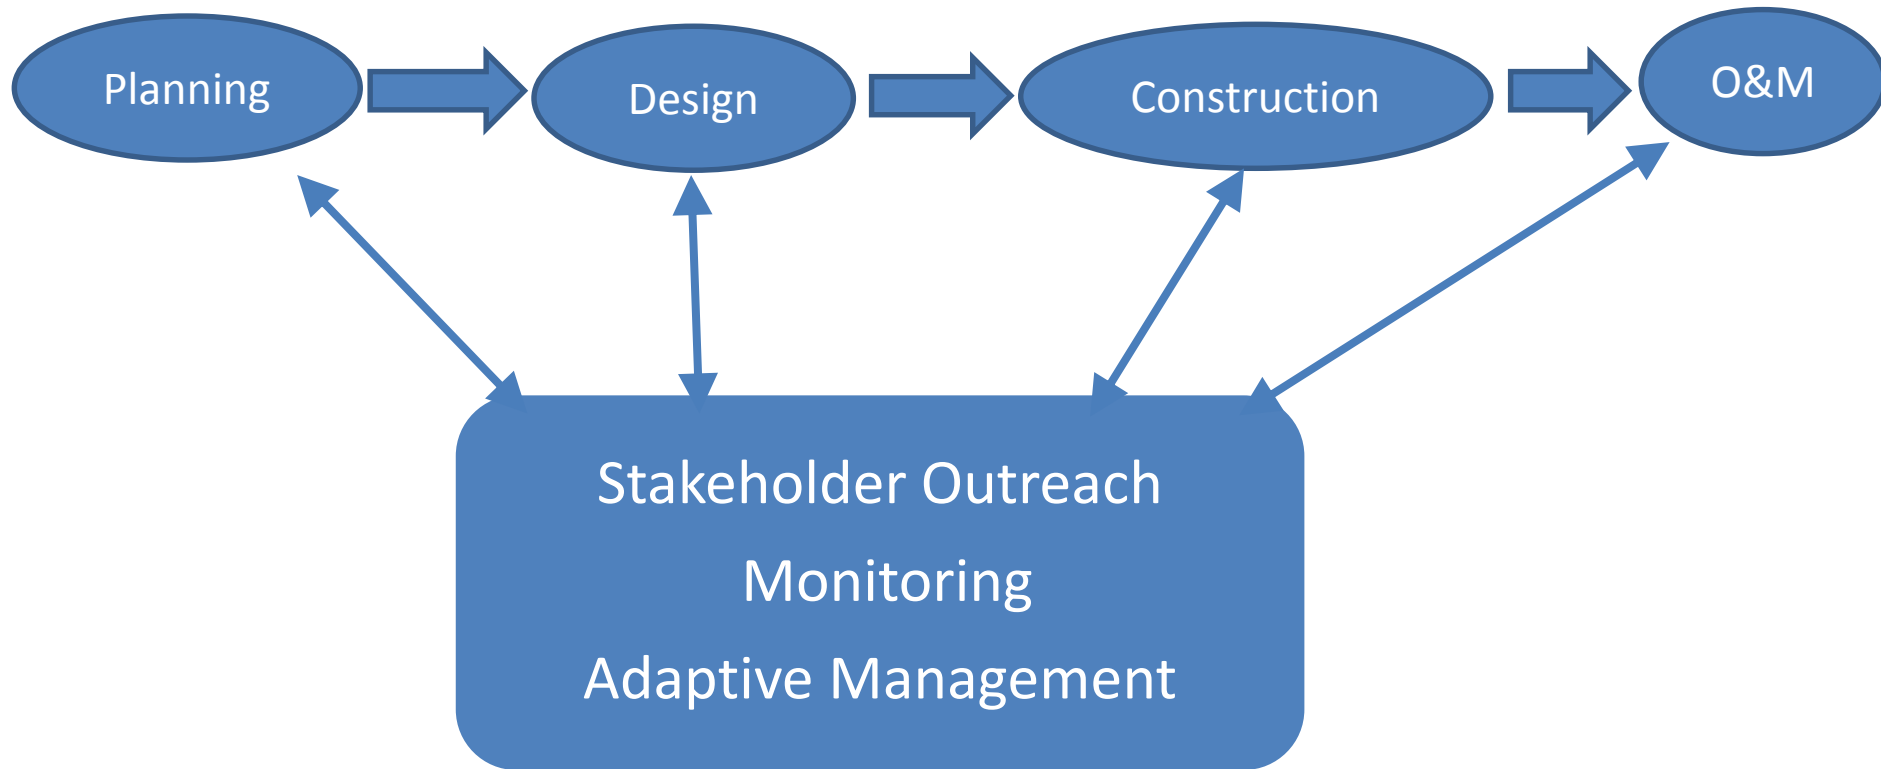 Planning
Design
Construction
O&M
Stakeholder Outreach
Monitoring
Adaptive Management